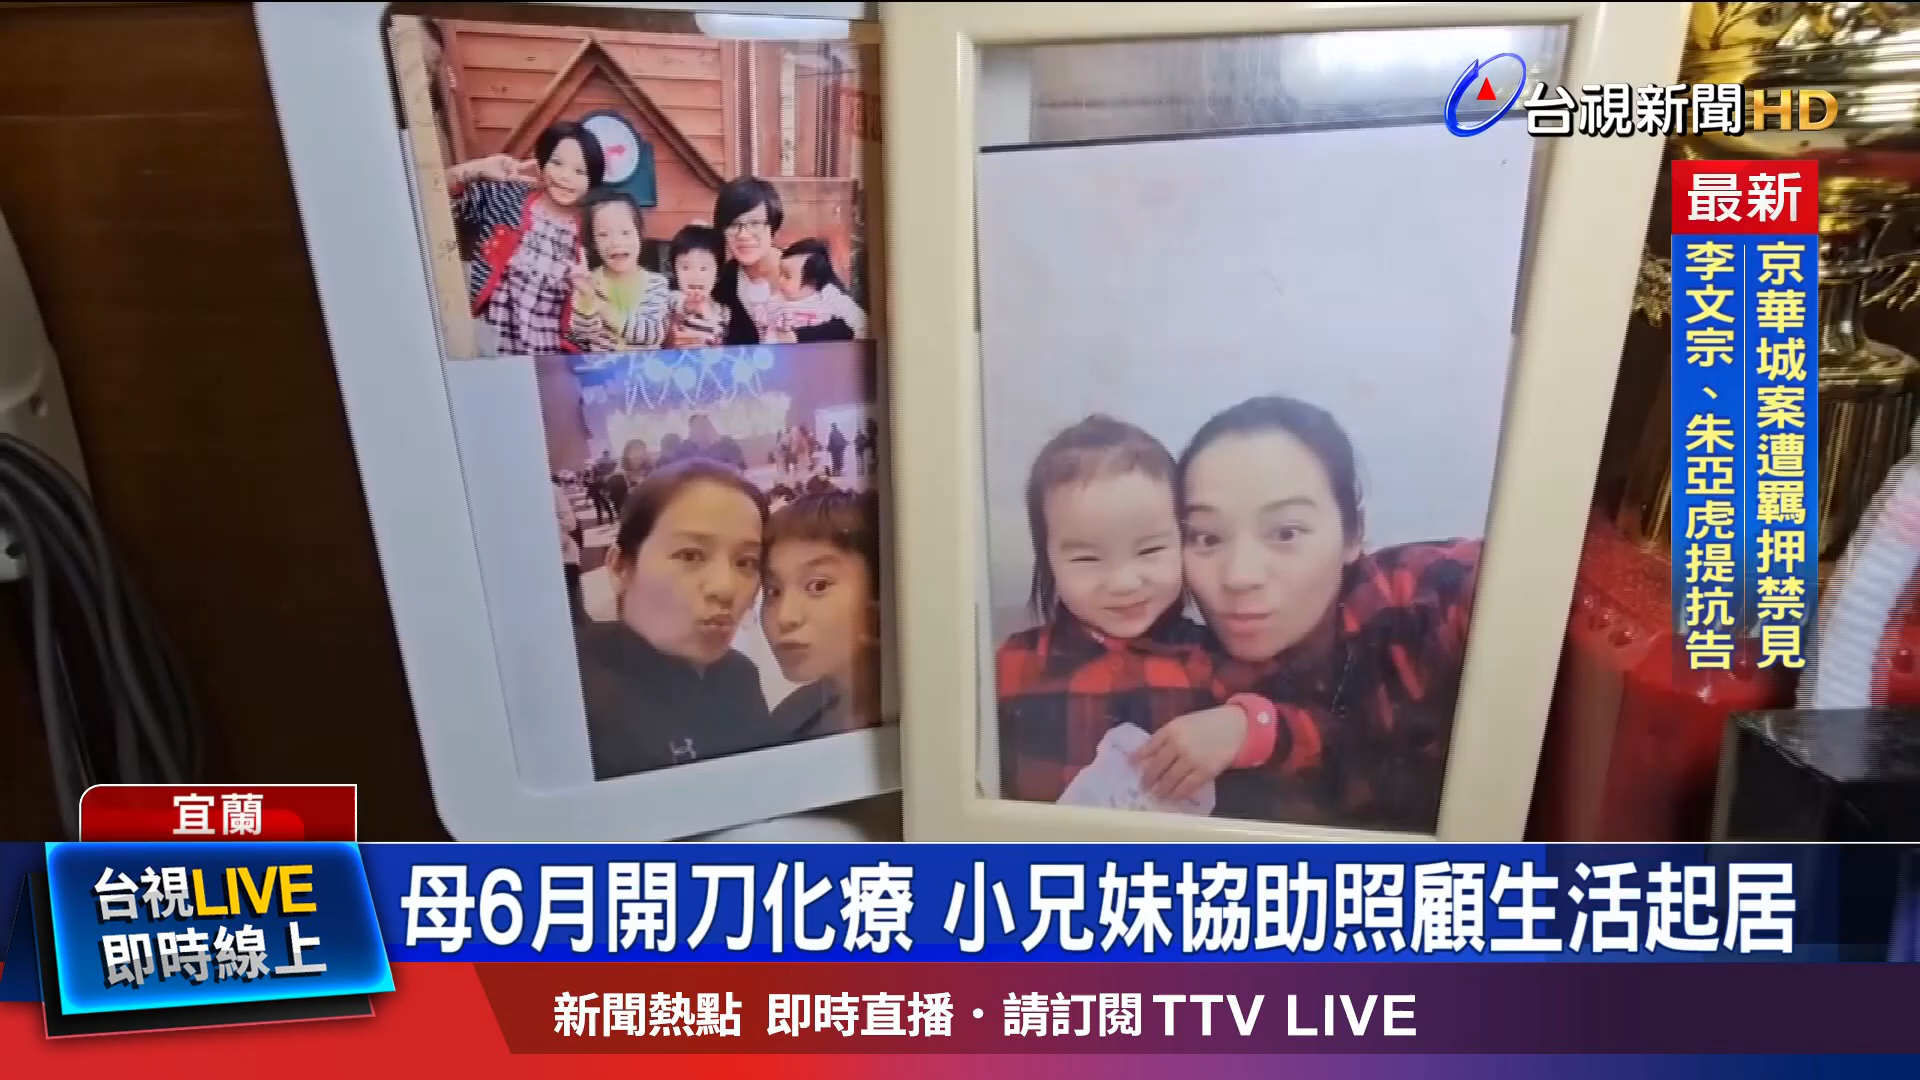 台視新聞HD
最新
京華城案遭羈押禁見
李文宗、朱亞虎提抗告
宜蘭
台視LIVE
即時線上
母6月開刀化療 小兄妹協助照顧生活起居
新聞熱點 即時直播・請訂閱TTV LIVE